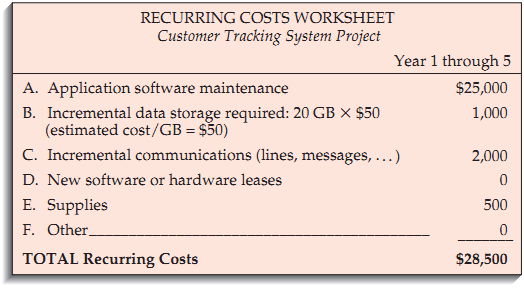 RECURRING COSTS WORKSHEET
Customer Tracking System Project
Year 1 through 5
A. Application software maintenance $25,000
B. Incremental data storage required: 20 GB × $50 1,000
(estimated cost/GB = $50)
C. Incremental communications (lines, messages, . . . ) 2,000
D. New software or hardware leases 0
E. Supplies 500
F. Other 0
TOTAL Recurring Costs $28,500